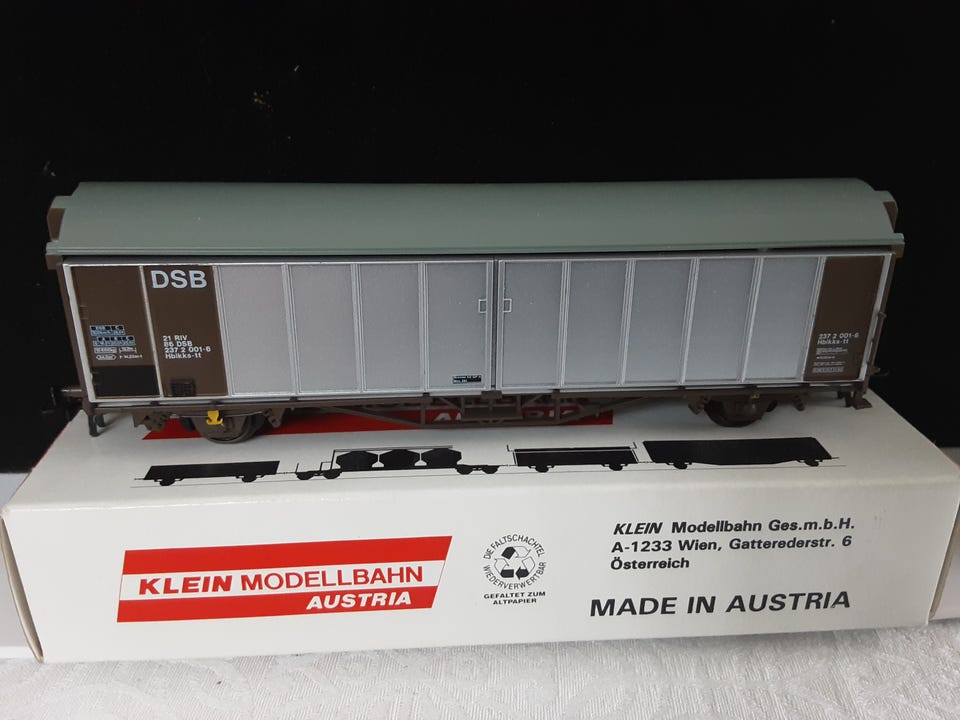 DSB
21 RIV
86 DSB
237 2 001-6
Hbikks-tt
237 2 001-6
Hbikks-tt
KLEIN MODELLBAHN
AUSTRIA
DIE FALTSCHACHTEL
WIEDERVERWERTBAR
GEFALTET ZUM
ALTPAPIER
KLEIN Modellbahn Ges.m.b.H.
A-1233 Wien, Gatterederstr. 6
Österreich
MADE IN AUSTRIA